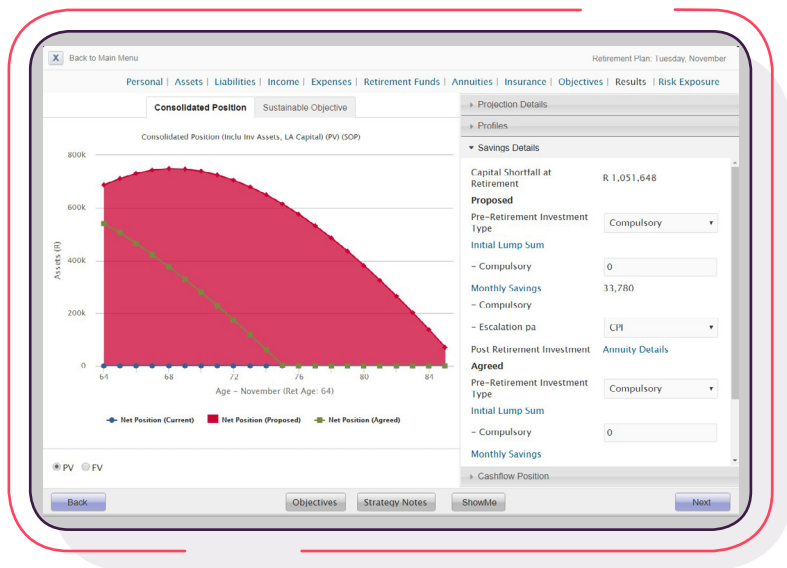 X Back to Main Menu
Retirement Plan: Tuesday, November
Personal | Assets | Liabilities | Income | Expenses | Retirement Funds | Annuities | Insurance | Objectives | Results | Risk Exposure
Consolidated Position Sustainable Objective
Consolidated Position (Inclu Inv Assets, LA Capital) (PV) (SOP)
800k
600k
400k
200k
0
Assets (R)
64 68 72 76 80 84
Age - November (Ret Age: 64)
Net Position (Current) Net Position (Proposed) Net Position (Agreed)
PV FV
Projection Details
Profiles
Savings Details
Capital Shortfall at
Retirement
R 1,051,648
Proposed
Pre-Retirement Investment
Type
Compulsory
Initial Lump Sum
- Compulsory 0
Monthly Savings 33,780
- Compulsory
- Escalation pa CPI
Post Retirement Investment Annuity Details
Agreed
Pre-Retirement Investment
Type
Compulsory
Initial Lump Sum
- Compulsory 0
Monthly Savings
Cashflow Position
Back Objectives Strategy Notes ShowMe Next